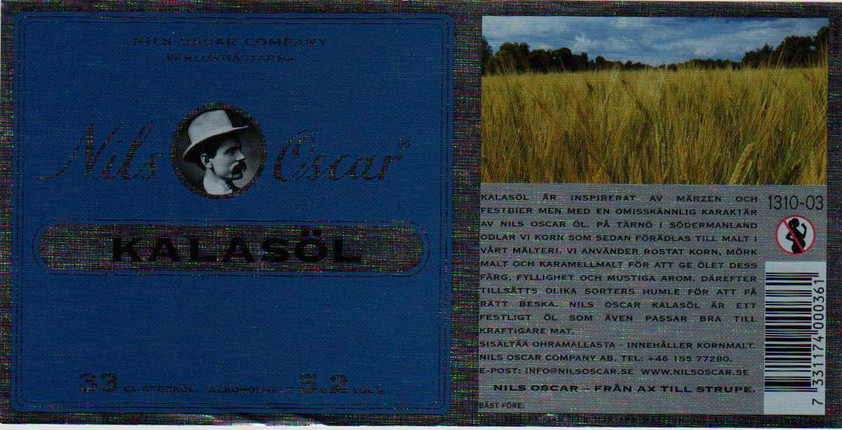 NILS OSCAR COMPANY
VÄRLDSMÄSTARE
Nils Oscar®
KALASÖL
33 CL STARKÖL. ALKOHOLHALT 5,2 VOL%
KALASÖL ÄR INSPIRERAT AV MÄRZEN OCH
FESTBIER MEN MED EN OMISSKÄNNLIG KARAKTÄR
AV NILS OSCAR ÖL. PÅ TÄRNÖ I SÖDERMANLAND
ODLAR VI KORN SOM SEDAN FÖRÄDLAS TILL MALT I
VÅRT MÄLTERI. VI ANVÄNDER ROSTAT KORN, MÖRK
MALT OCH KARAMELLMALT FÖR ATT GE ÖLET DESS
FÄRG, FYLLIGHET OCH MUSTIGA AROM. DÄREFTER
TILLSÄTTS OLIKA SORTERS HUMLE FÖR ATT FÅ
RÄTT BESKA. NILS OSCAR KALASÖL ÄR ETT
FESTLIGT ÖL SOM ÄVEN PASSAR BRA TILL
KRAFTiGARE MAT.
SISÄLTÄÄ OHRAMALLASTA - INNEHÅLLER KORNMALT.
NILS OSCAR COMPANY AB. TEL: +46 155 77280.
E-POST: INFO@NILSOSCAR.SE WWW.NILSOSCAR.SE
NILS OSCAR – FRÅN AX TILL STRUPE.
BÄST FÖRE:
1310-03
7 331174 000361